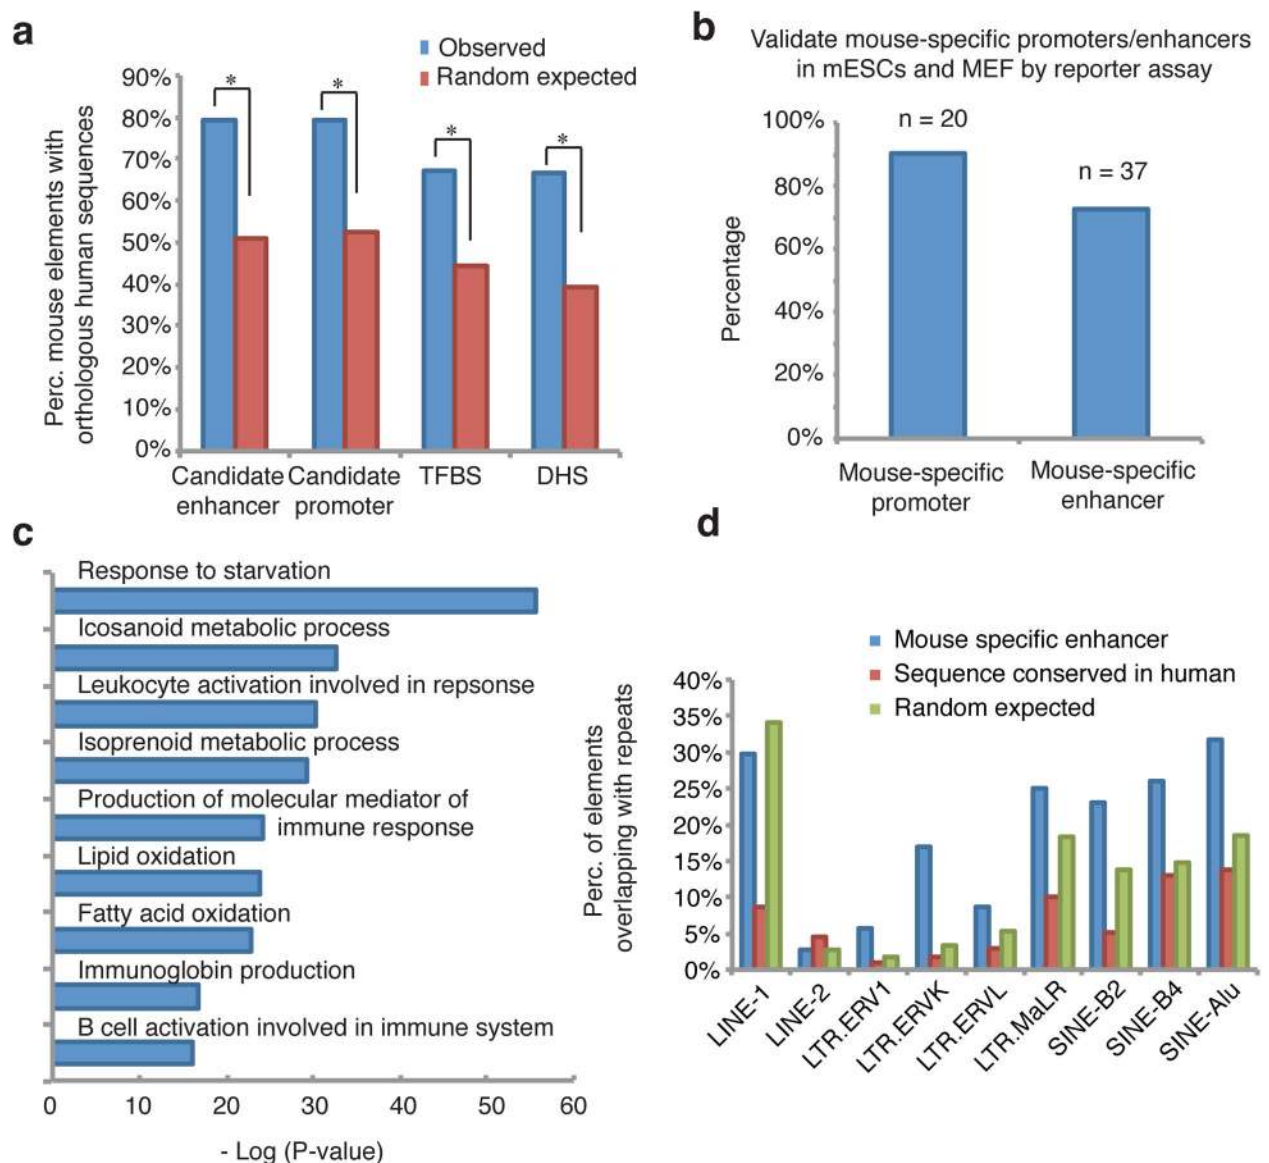 a
Observed
Random expected
90%
80%
70%
60%
50%
40%
30%
20%
10%
0%
*
*
*
*
Perc. mouse elements with
orthologous human sequences
Candidate
enhancer
Candidate
promoter
TFBS
DHS
b
Validate mouse-specific promoters/enhancers
in mESCs and MEF by reporter assay
100%
80%
60%
40%
20%
0%
n = 20
n = 37
Percentage
Mouse-specific
promoter
Mouse-specific
enhancer
c
Response to starvation
Icosanoid metabolic process
Leukocyte activation involved in repsonse
Isoprenoid metabolic process
Production of molecular mediator of
immune response
Lipid oxidation
Fatty acid oxidation
Immunoglobin production
B cell activation involved in immune system
0 10 20 30 40 50 60
- Log (P-value)
d
Mouse specific enhancer
Sequence conserved in human
Random expected
40%
35%
30%
25%
20%
15%
10%
5%
0%
Perc. of elements
overlapping with repeats
LINE-1
LINE-2
LTR.ERV1
LTR.ERVK
LTR.ERVL
LTR.MaLR
SINE-B2
SINE-B4
SINE-Alu